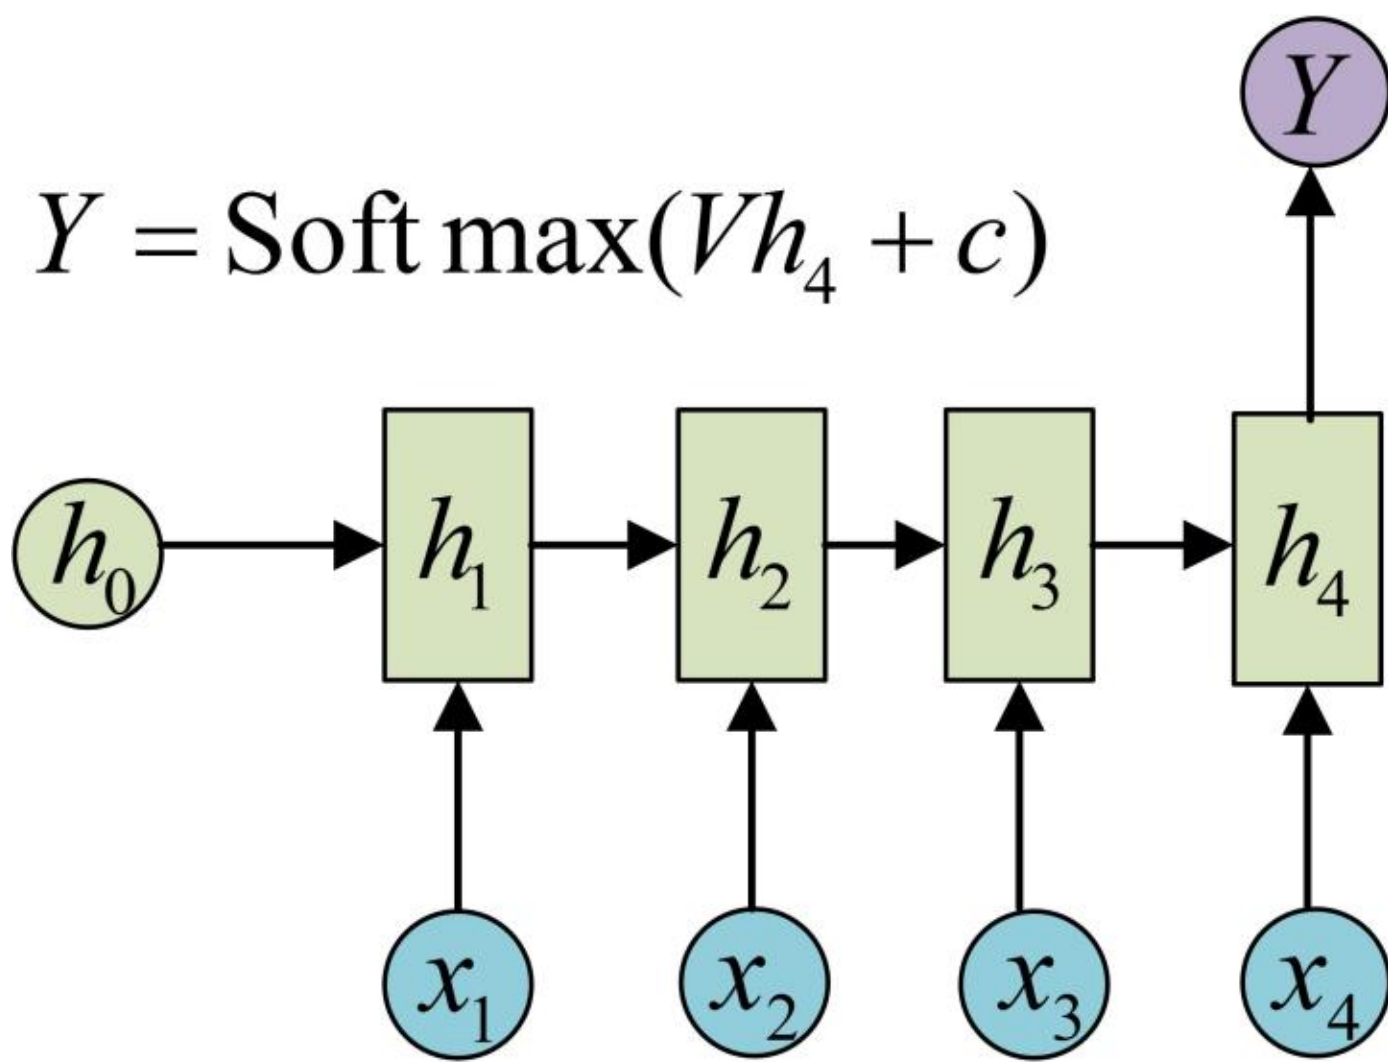 Y
Y = Soft max(Vh₄ + c)
h₀ h₁ h₂ h₃ h₄
x₁ x₂ x₃ x₄